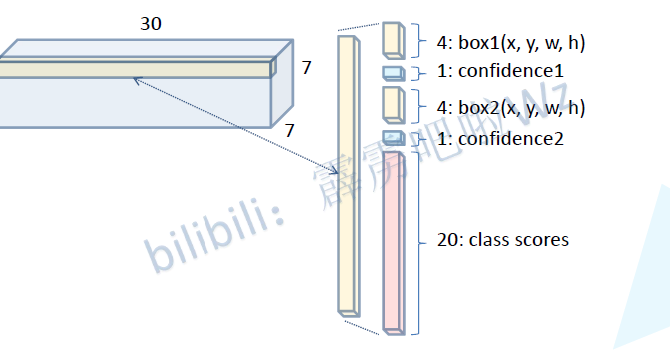 30
7
7
4: box1(x, y, w, h)
1: confidence1
4: box2(x, y, w, h)
1: confidence2
20: class scores
bilibili: 霹雳吧啦Wz